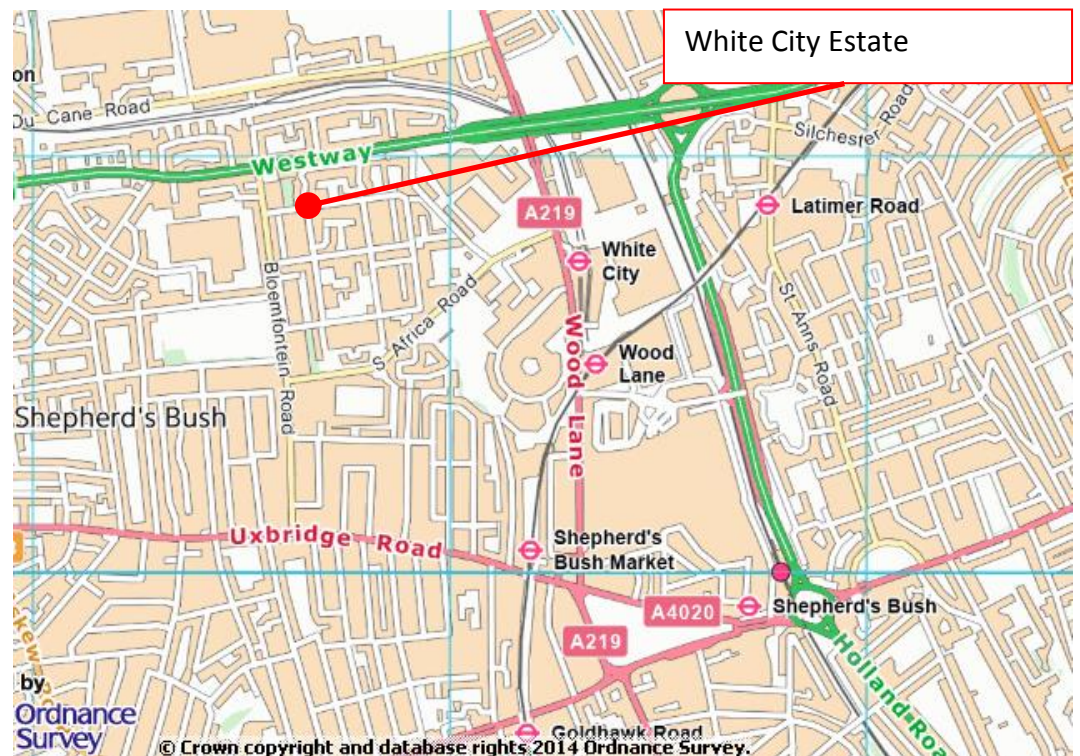 White City Estate
on
Du Cane Road
Westway
Silchester Road
A219
Latimer Road
White
City
Bloemfontein Road
S Africa Road
St-Anns Road
Wood Lane
Wood
Lane
Shepherd's Bush
Uxbridge Road
Shepherd's
Bush Market
A4020
Shepherd's Bush
A219
Holland Roa
by
Ordnance
Survey
Goldhawk Road
© Crown copyright and database rights 2014 Ordnance Survey.